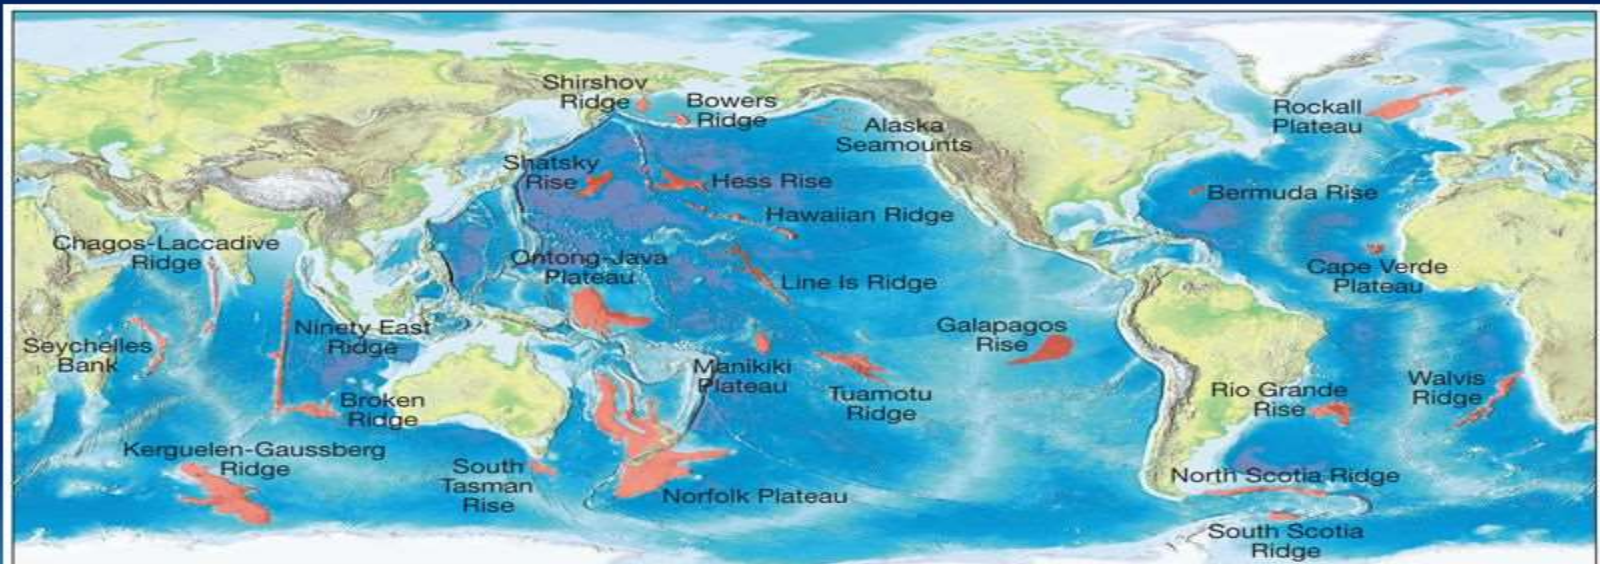 Shirshov
Ridge
Bowers
Ridge
Alaska
Seamounts
Rockall
Plateau
Shatsky
Rise
Hess Rise
Bermuda Rise
Hawaiian Ridge
Chagos-Laccadive
Ridge
Ontong-Java
Plateau
Line Is Ridge
Cape Verde
Plateau
Ninety East
Ridge
Seychelles
Bank
Galapagos
Rise
Manikiki
Plateau
Tuamotu
Ridge
Rio Grande
Rise
Walvis
Ridge
Broken
Ridge
Kerguelen-Gaussberg
Ridge
South
Tasman
Rise
Norfolk Plateau
North Scotia Ridge
South Scotia
Ridge